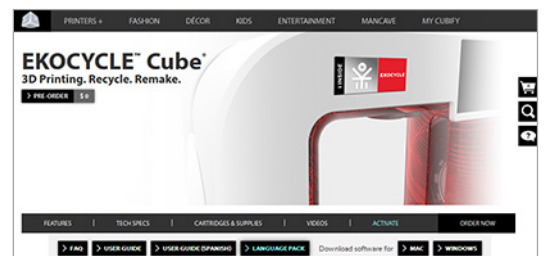 PRINTERS + FASHION DÉCOR KIDS ENTERTAINMENT MANCAVE MY CUBIFY
EKOCYCLE™ Cube®
3D Printing. Recycle. Remake.
> PRE-ORDER $0
INSIDE EKOCYCLE
FEATURES | TECH SPECS | CARTRIDGES & SUPPLIES | VIDEOS | ACTIVATE ORDER NOW
> FAQ > USER GUIDE > USER GUIDE (SPANISH) > LANGUAGE PACK Download software for > MAC > WINDOWS